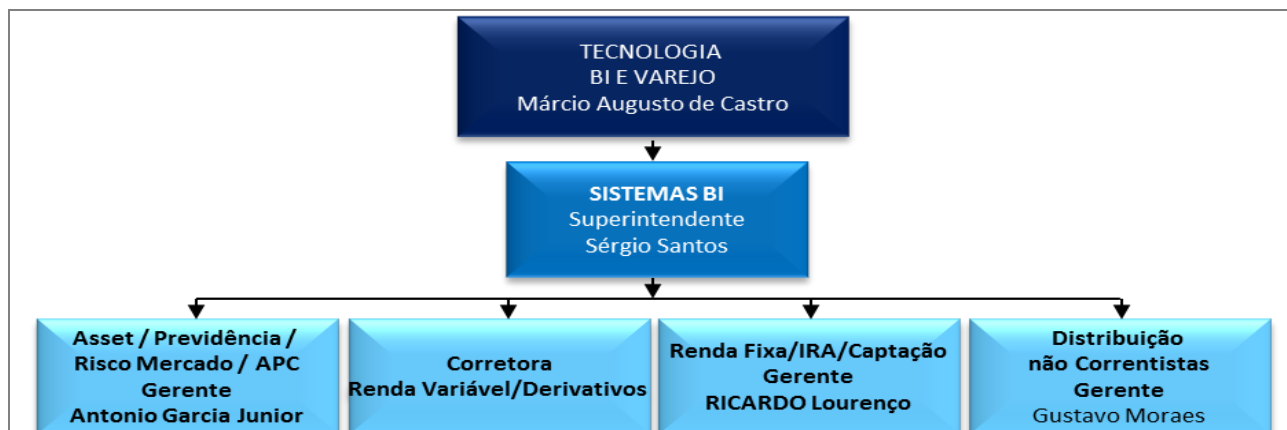 TECNOLOGIA
BI E VAREJO
Márcio Augusto de Castro
SISTEMAS BI
Superintendente
Sérgio Santos
Asset / Previdência /
Risco Mercado / APC
Gerente
Antonio Garcia Junior
Corretora
Renda Variável/Derivativos
Renda Fixa/IRA/Captação
Gerente
RICARDO Lourenço
Distribuição
não Correntistas
Gerente
Gustavo Moraes